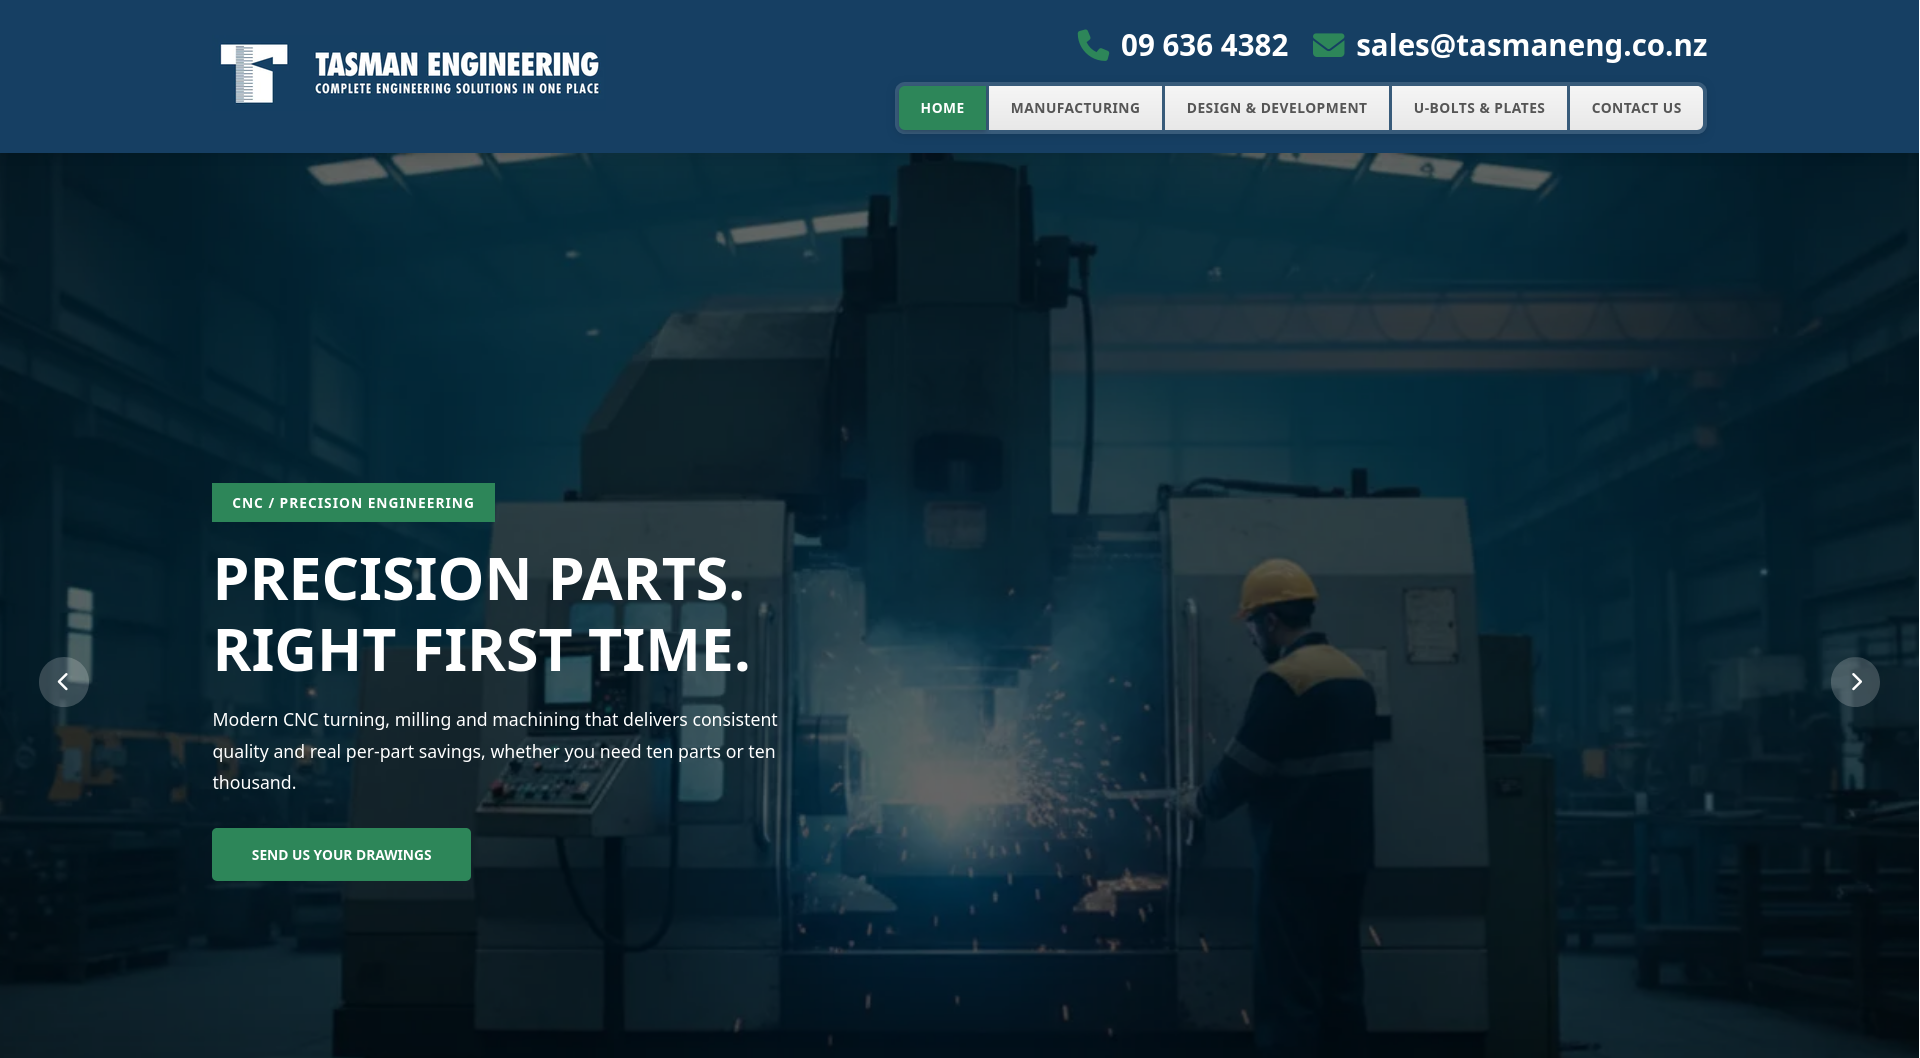 TASMAN ENGINEERING
COMPLETE ENGINEERING SOLUTIONS IN ONE PLACE
09 636 4382
sales@tasmaneng.co.nz
HOME
MANUFACTURING
DESIGN & DEVELOPMENT
U-BOLTS & PLATES
CONTACT US
CNC / PRECISION ENGINEERING
PRECISION PARTS.
RIGHT FIRST TIME.
Modern CNC turning, milling and machining that delivers consistent
quality and real per-part savings, whether you need ten parts or ten
thousand.
SEND US YOUR DRAWINGS